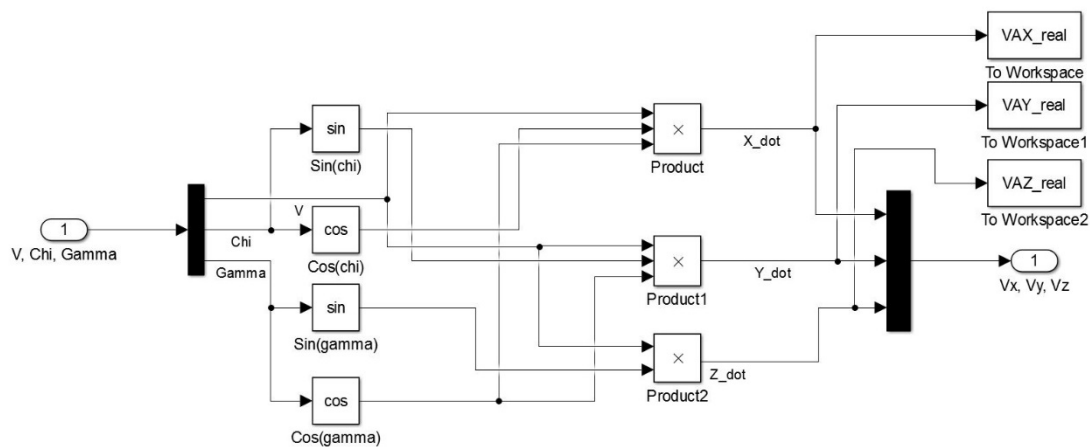 VAX_real
To Workspace
VAY_real
To Workspace1
VAZ_real
To Workspace2
sin
Sin(chi)
×
Product
X_dot
1
V, Chi, Gamma
V
Chi
Gamma
cos
Cos(chi)
×
Product1
Y_dot
1
Vx, Vy, Vz
sin
Sin(gamma)
×
Product2
Z_dot
cos
Cos(gamma)